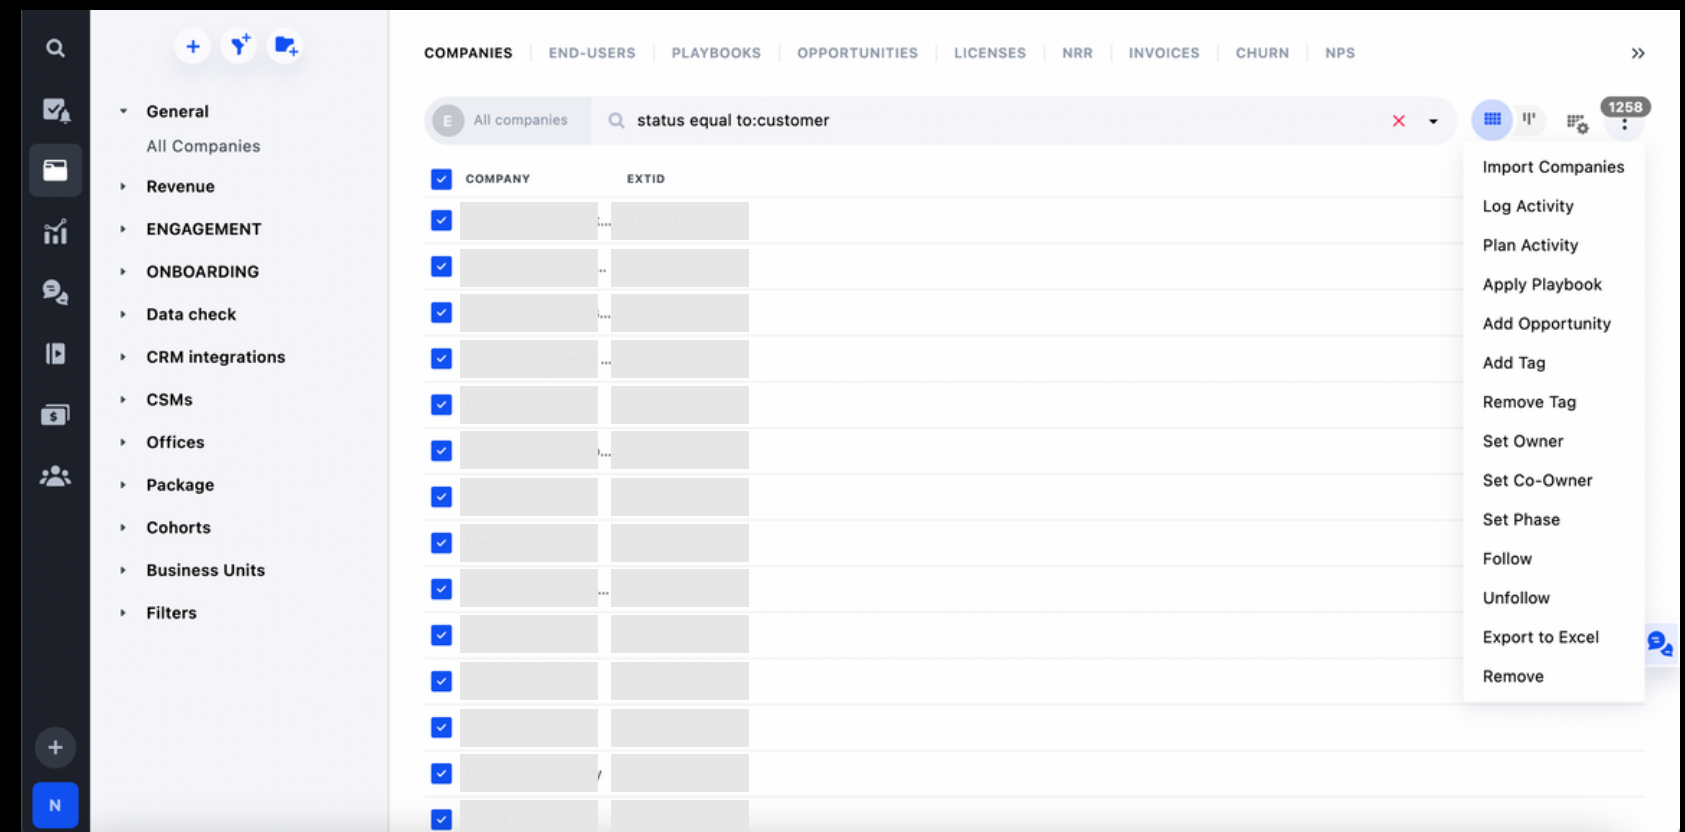 COMPANIES END-USERS PLAYBOOKS OPPORTUNITIES LICENSES NRR INVOICES CHURN NPS
E All companies status equal to:customer
1258
General
All Companies
Revenue
ENGAGEMENT
ONBOARDING
Data check
CRM integrations
CSMs
Offices
Package
Cohorts
Business Units
Filters
N
COMPANY EXTID
Import Companies
Log Activity
Plan Activity
Apply Playbook
Add Opportunity
Add Tag
Remove Tag
Set Owner
Set Co-Owner
Set Phase
Follow
Unfollow
Export to Excel
Remove